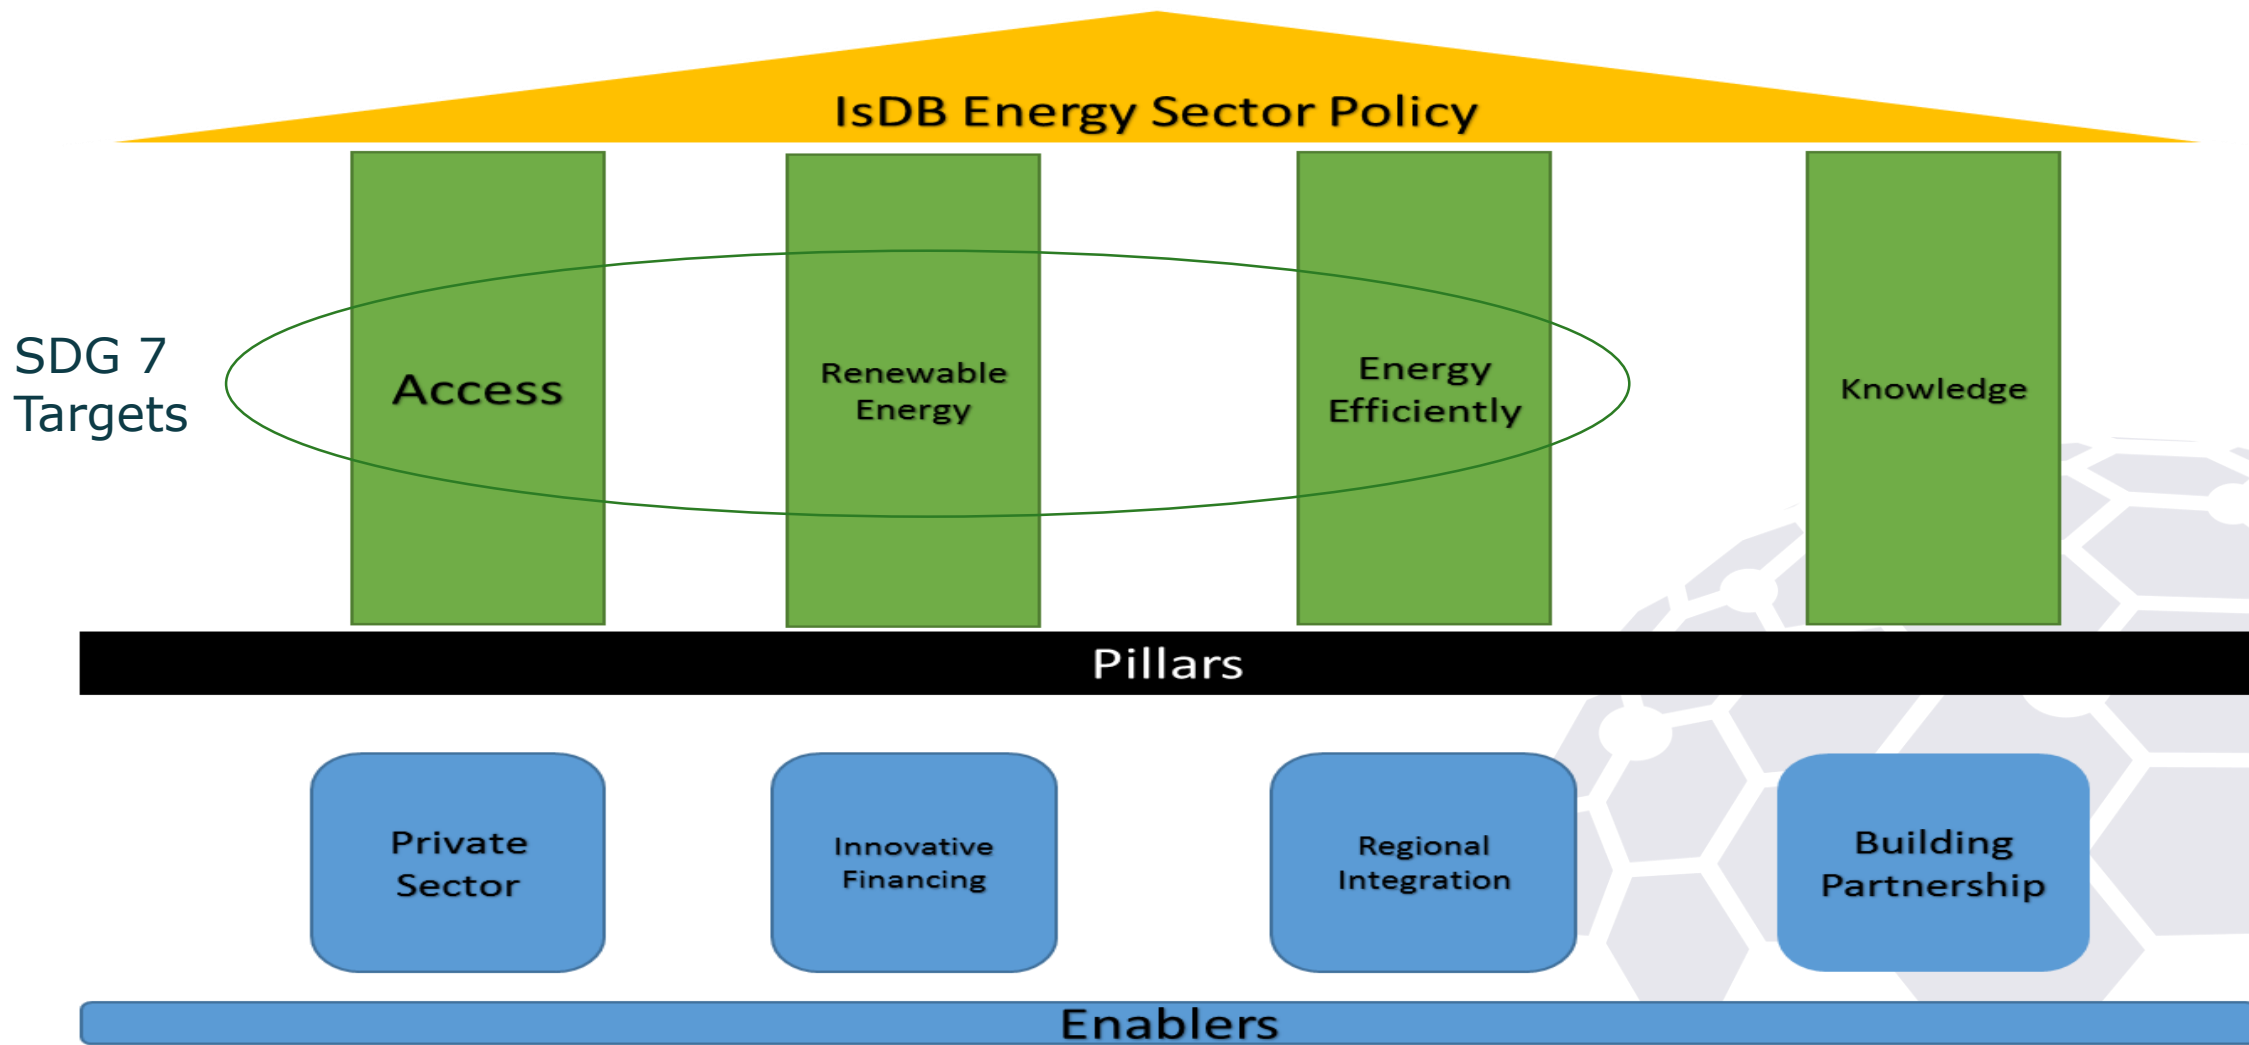 IsDB Energy Sector Policy
SDG 7
Targets
Access
Renewable
Energy
Energy
Efficiently
Knowledge
Pillars
Private
Sector
Innovative
Financing
Regional
Integration
Building
Partnership
Enablers